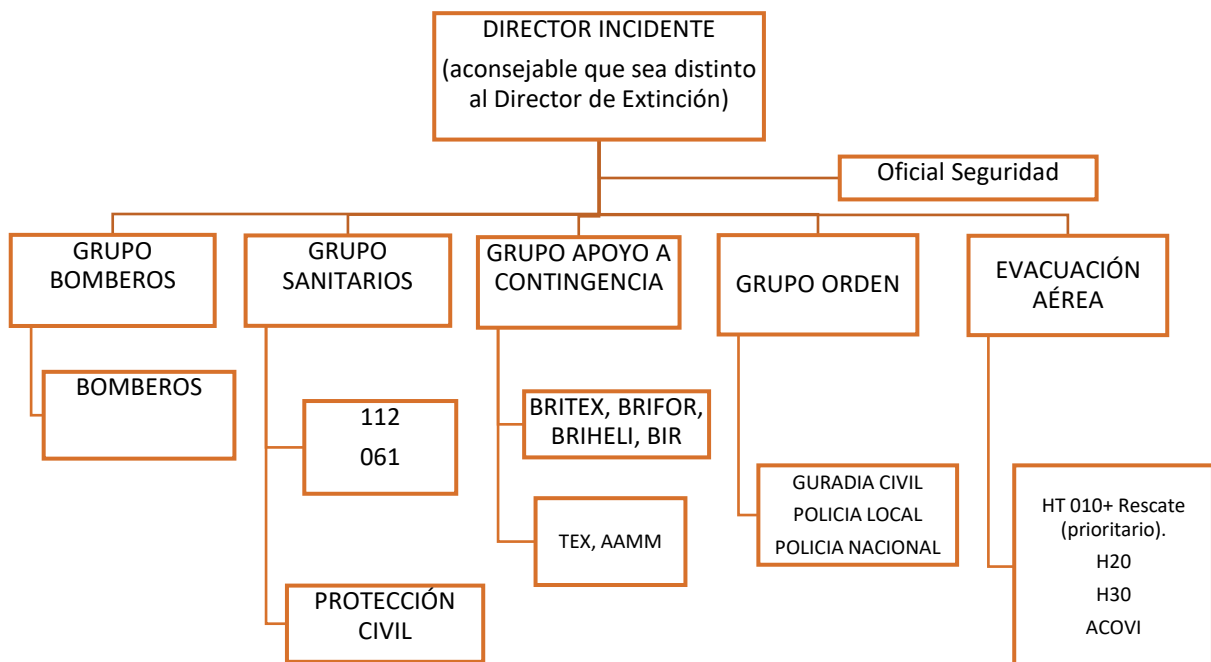 DIRECTOR INCIDENTE
(aconsejable que sea distinto
al Director de Extinción)
Oficial Seguridad
GRUPO
BOMBEROS
GRUPO
SANITARIOS
GRUPO APOYO A
CONTINGENCIA
GRUPO ORDEN
EVACUACIÓN
AÉREA
BOMBEROS
112
061
PROTECCIÓN
CIVIL
BRITEX, BRIFOR,
BRIHELI, BIR
TEX, AAMM
GURADIA CIVIL
POLICIA LOCAL
POLICIA NACIONAL
HT 010+ Rescate
(prioritario).
H20
H30
ACOVI